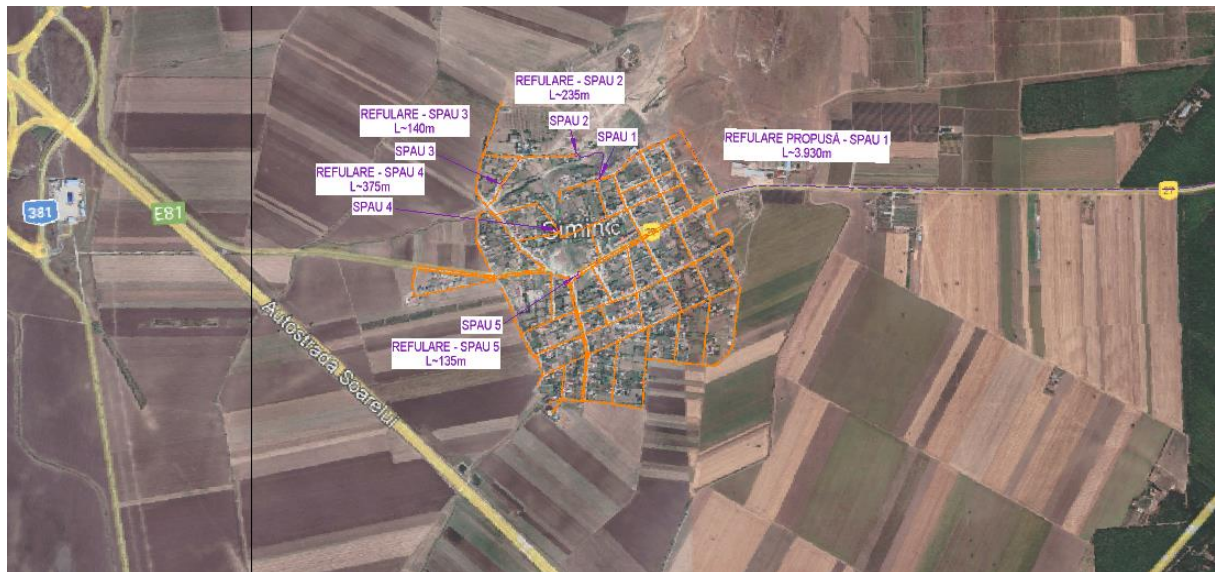 REFULARE - SPAU 2
L~235m
REFULARE - SPAU 3
L~140m
SPAU 2
SPAU 1
REFULARE PROPUSĂ - SPAU 1
L~3.930m
SPAU 3
REFULARE - SPAU 4
L~375m
SPAU 4
381
E81
Autostrada Soarelui
SPAU 5
REFULARE - SPAU 5
L~135m